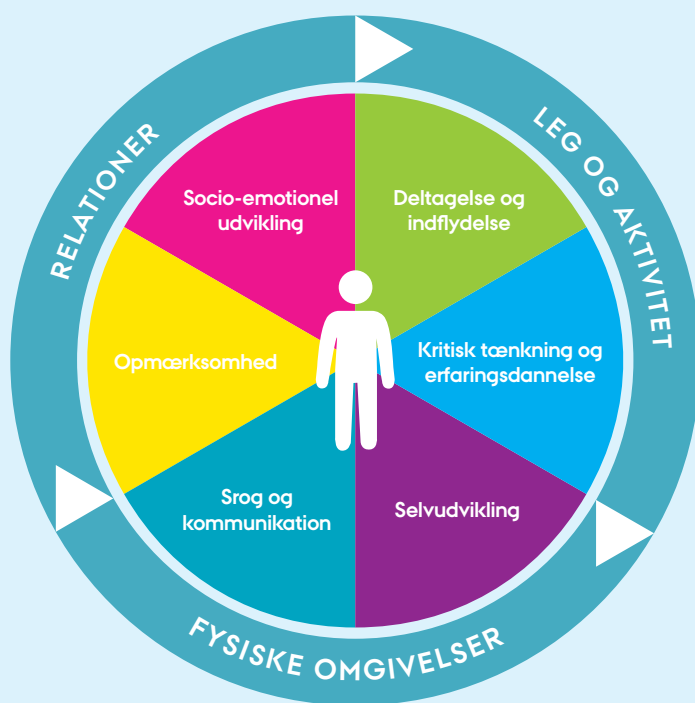 RELATIONER
LEG OG AKTIVITET
Socio-emotionel
udvikling
Deltagelse og
indflydelse
Opmærksomhed
Kritisk tænkning og
erfaringsdannelse
Srog og
kommunikation
Selvudvikling
FYSISKE OMGIVELSER